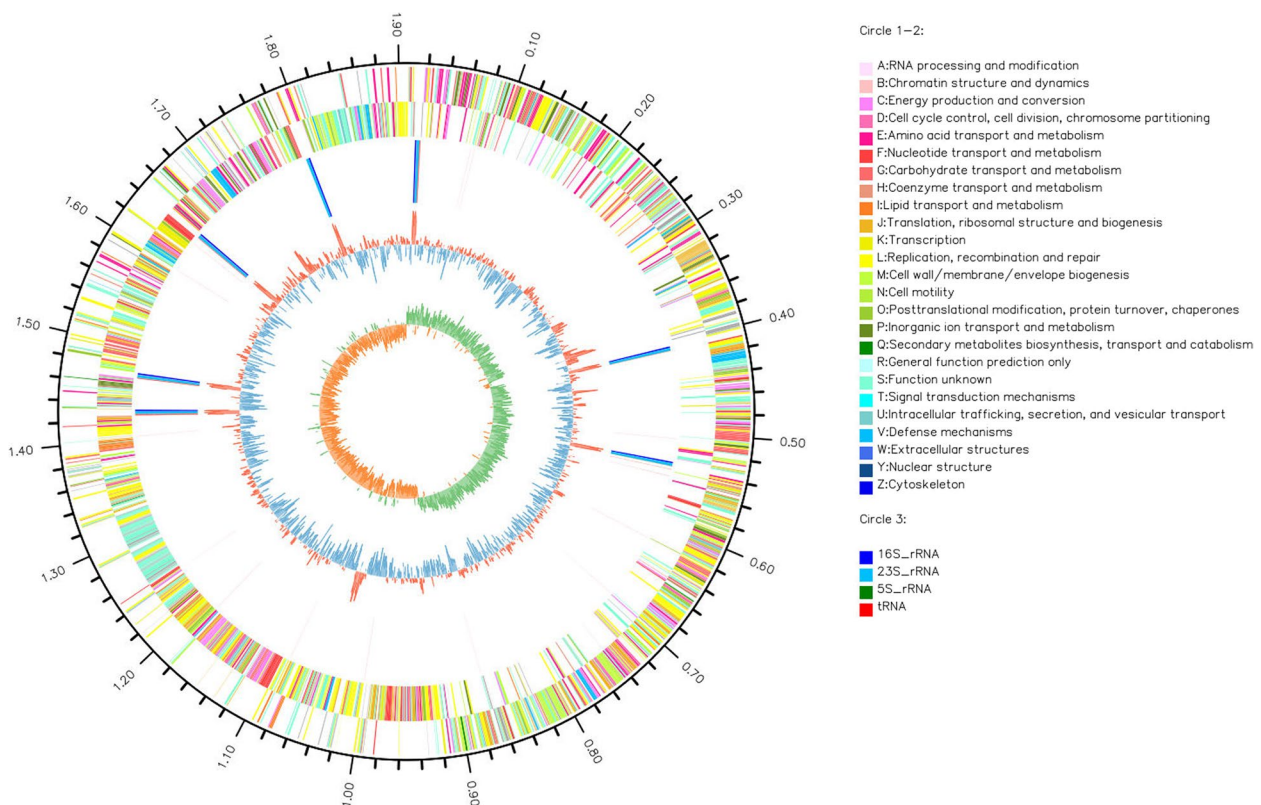 1.90
0.10
0.20
0.30
0.40
0.50
0.60
0.70
0.80
0.90
1.00
1.10
1.20
1.30
1.40
1.50
1.60
1.70
1.80
Circle 1-2:
A:RNA processing and modification
B:Chromatin structure and dynamics
C:Energy production and conversion
D:Cell cycle control, cell division, chromosome partitioning
E:Amino acid transport and metabolism
F:Nucleotide transport and metabolism
G:Carbohydrate transport and metabolism
H:Coenzyme transport and metabolism
I:Lipid transport and metabolism
J:Translation, ribosomal structure and biogenesis
K:Transcription
L:Replication, recombination and repair
M:Cell wall/membrane/envelope biogenesis
N:Cell motility
O:Posttranslational modification, protein turnover, chaperones
P:Inorganic ion transport and metabolism
Q:Secondary metabolites biosynthesis, transport and catabolism
R:General function prediction only
S:Function unknown
T:Signal transduction mechanisms
U:Intracellular trafficking, secretion, and vesicular transport
V:Defense mechanisms
W:Extracellular structures
Y:Nuclear structure
Z:Cytoskeleton
Circle 3:
16S_rRNA
23S_rRNA
5S_rRNA
tRNA